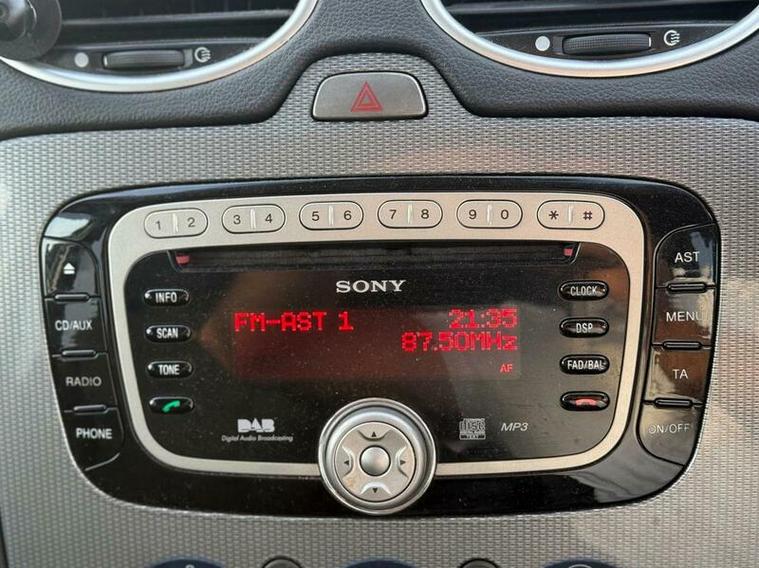 1 2 3 4 5 6 7 8 9 0 * #
SONY
INFO
SCAN
TONE
FM-AST 1 21:35
87.50MHz
AF
CLOCK
DSP
FAD/BAL
CD/AUX
RADIO
PHONE
AST
MENU
TA
ON/OFF
DAB
Digital Audio Broadcasting
disc
TEXT
MP3